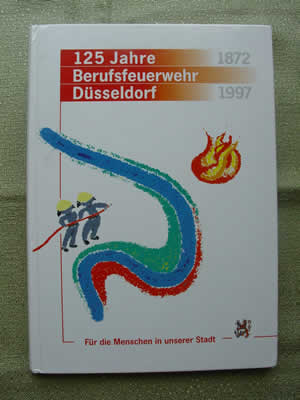 125 Jahre 1872
Berufsfeuerwehr
Düsseldorf 1997
Für die Menschen in unserer Stadt